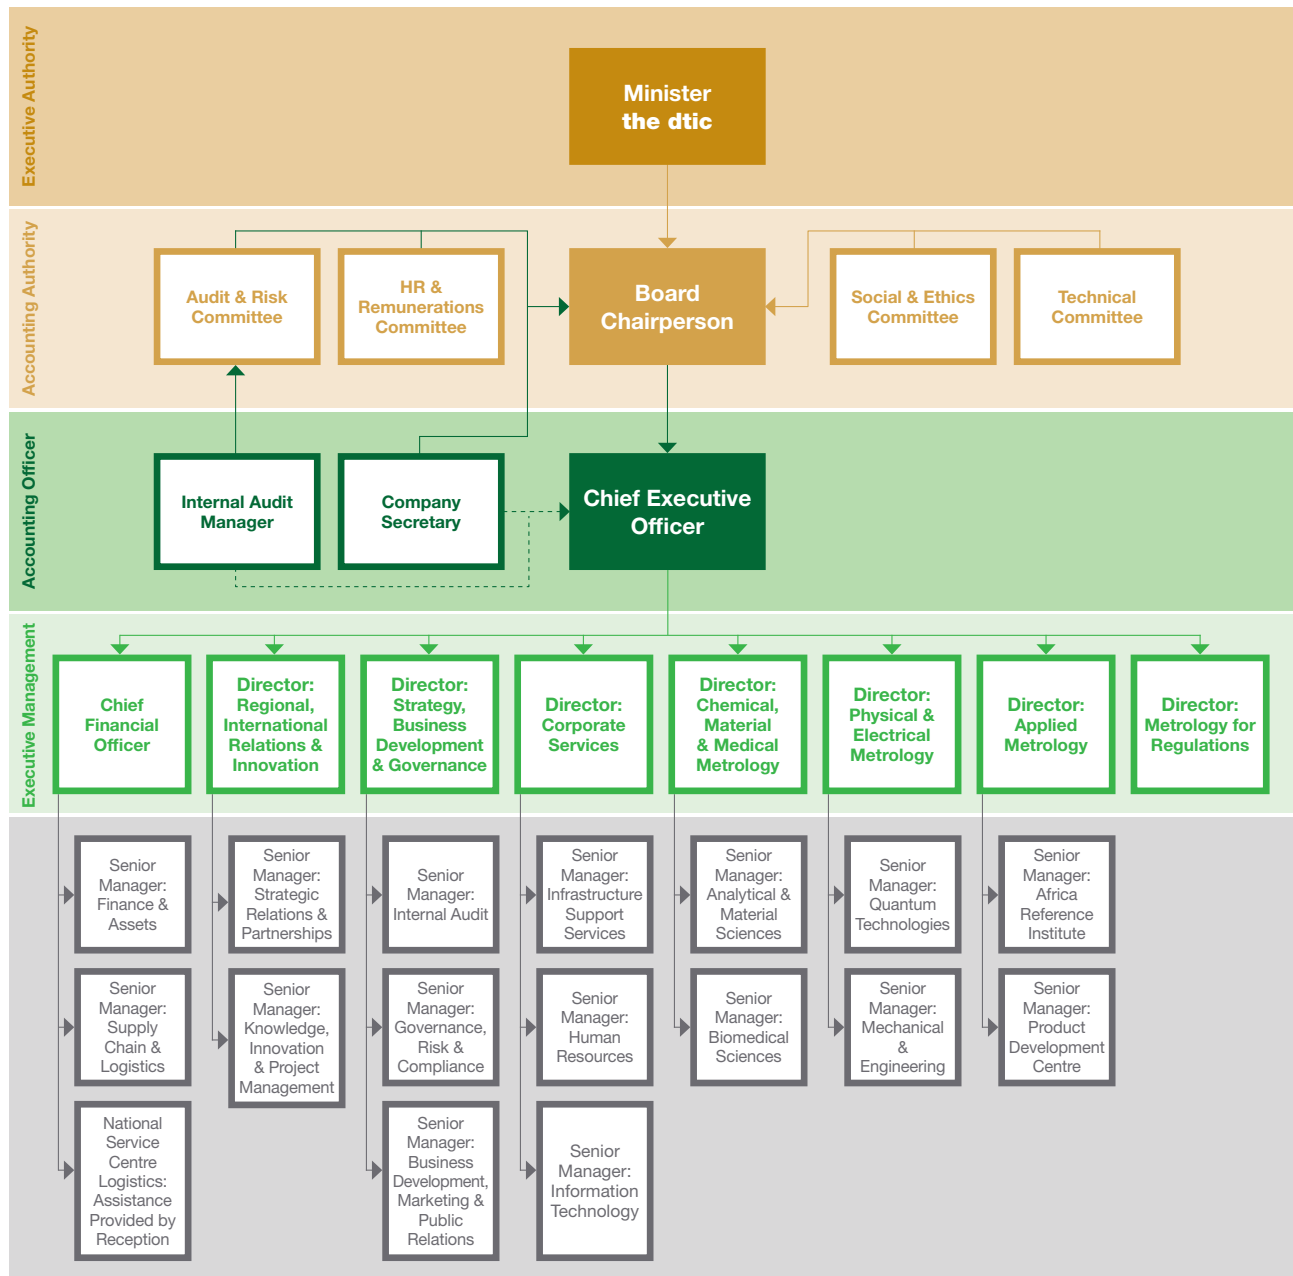 Executive Authority
Minister
the dtic
Accounting Authority
Audit & Risk
Committee
HR &
Remunerations
Committee
Board
Chairperson
Social & Ethics
Committee
Technical
Committee
Accounting Officer
Internal Audit
Manager
Company
Secretary
Chief Executive
Officer
Executive Management
Chief
Financial
Officer
Director:
Regional,
International
Relations &
Innovation
Director:
Strategy,
Business
Development
& Governance
Director:
Corporate
Services
Director:
Chemical,
Material
& Medical
Metrology
Director:
Physical &
Electrical
Metrology
Director:
Applied
Metrology
Director:
Metrology for
Regulations
Senior
Manager:
Finance &
Assets
Senior
Manager:
Strategic
Relations &
Partnerships
Senior
Manager:
Internal Audit
Senior
Manager:
Infrastructure
Support
Services
Senior
Manager:
Analytical &
Material
Sciences
Senior
Manager:
Quantum
Technologies
Senior
Manager:
Africa
Reference
Institute
Senior
Manager:
Supply
Chain &
Logistics
Senior
Manager:
Knowledge,
Innovation
& Project
Management
Senior
Manager:
Governance,
Risk &
Compliance
Senior
Manager:
Human
Resources
Senior
Manager:
Biomedical
Sciences
Senior
Manager:
Mechanical
&
Engineering
Senior
Manager:
Product
Development
Centre
National
Service
Centre
Logistics:
Assistance
Provided by
Reception
Senior
Manager:
Business
Development,
Marketing &
Public
Relations
Senior
Manager:
Information
Technology